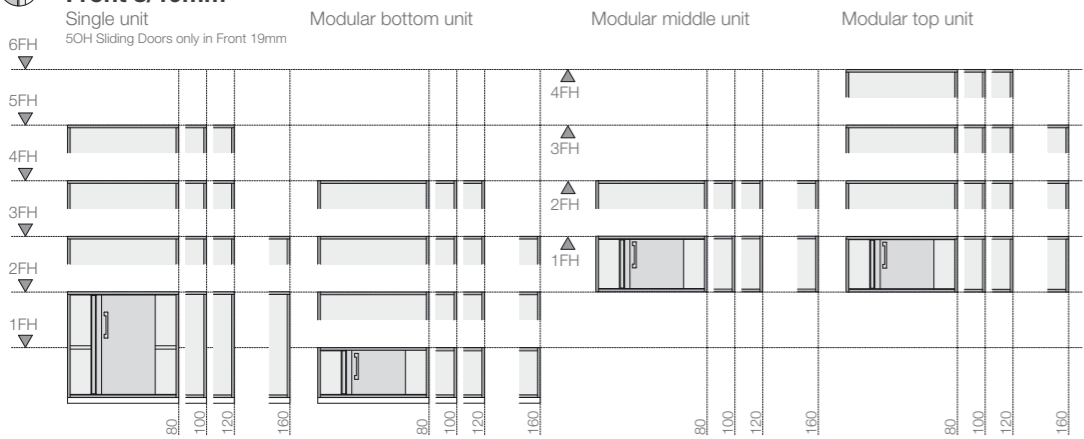 Single unit
5OH Sliding Doors only in Front 19mm
Modular bottom unit
Modular middle unit
Modular top unit
6FH
5FH
4FH
3FH
2FH
1FH
4FH
3FH
2FH
1FH
80 100 120 160
80 100 120 160
80 100 120 160
80 100 120 160